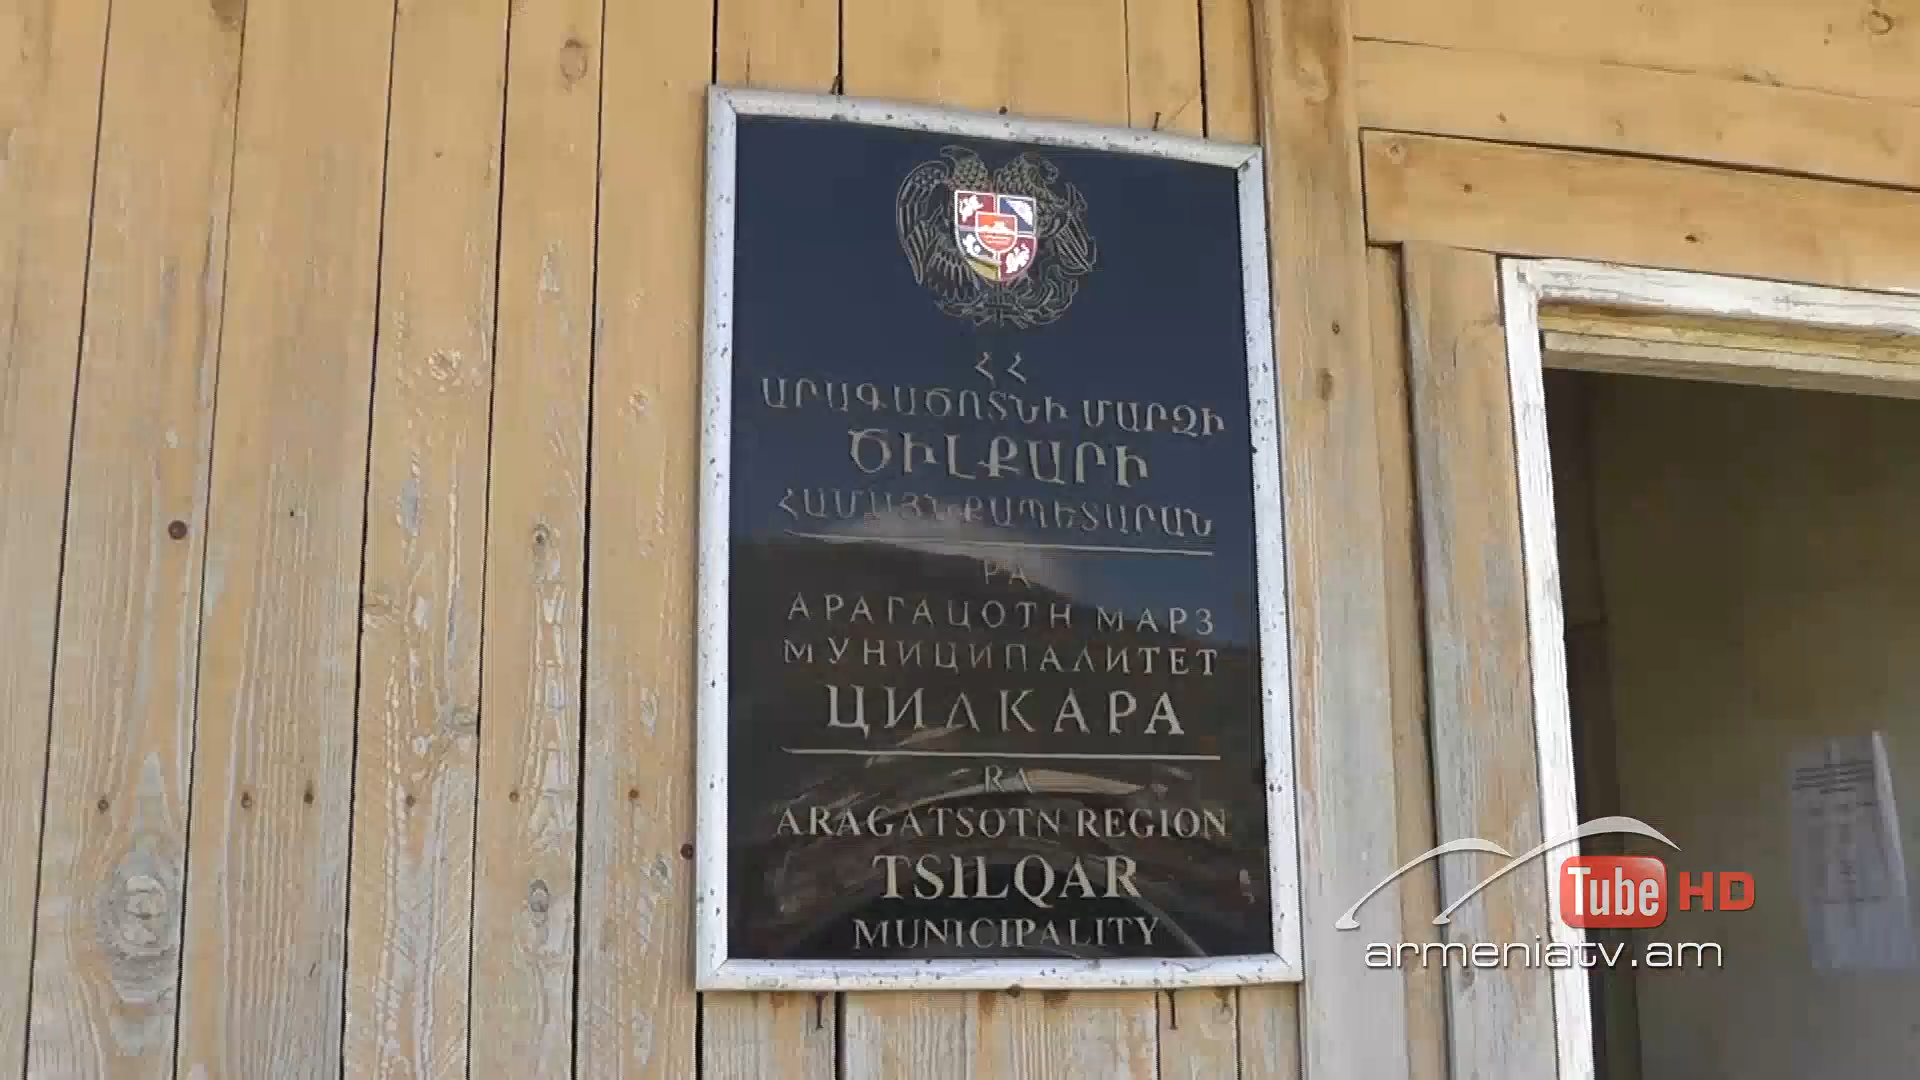 ՀՀ
ԱՐԱԳԱԾՈՏՆԻ ՄԱՐԶԻ
ԾԻԼՔԱՐԻ
ՀԱՄԱՅՆՔԱՊԵՏԱՐԱՆ
РА
АРАГАЦОТН МАРЗ
МУНИЦИПАЛИТЕТ
ЦИЛКАРА
RA
ARAGATSOTN REGION
TSILQAR
MUNICIPALITY
Tube HD
armeniatv.am